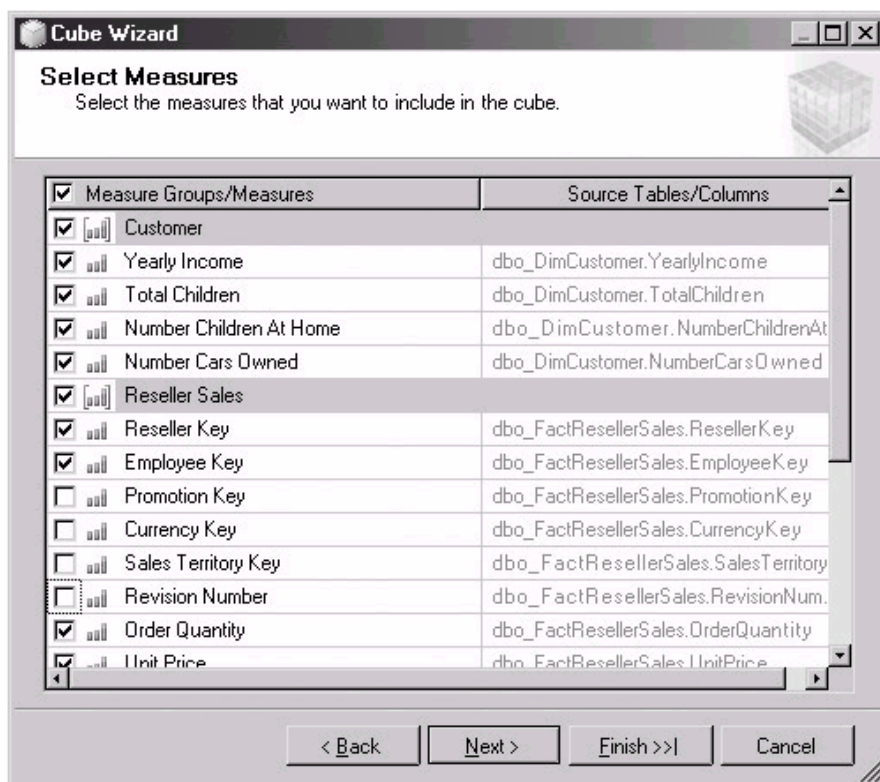 Cube Wizard
Select Measures
Select the measures that you want to include in the cube.
Measure Groups/Measures Source Tables/Columns
Customer
Yearly Income dbo_DimCustomer.YearlyIncome
Total Children dbo_DimCustomer.TotalChildren
Number Children At Home dbo_DimCustomer.NumberChildrenAt
Number Cars Owned dbo_DimCustomer.NumberCarsOwned
Reseller Sales
Reseller Key dbo_FactResellerSales.ResellerKey
Employee Key dbo_FactResellerSales.EmployeeKey
Promotion Key dbo_FactResellerSales.PromotionKey
Currency Key dbo_FactResellerSales.CurrencyKey
Sales Territory Key dbo_FactResellerSales.SalesTerritory
Revision Number dbo_FactResellerSales.RevisionNum.
Order Quantity dbo_FactResellerSales.OrderQuantity
Unit Price dbo_FactResellerSales.UnitPrice
< Back Next > Finish >>| Cancel